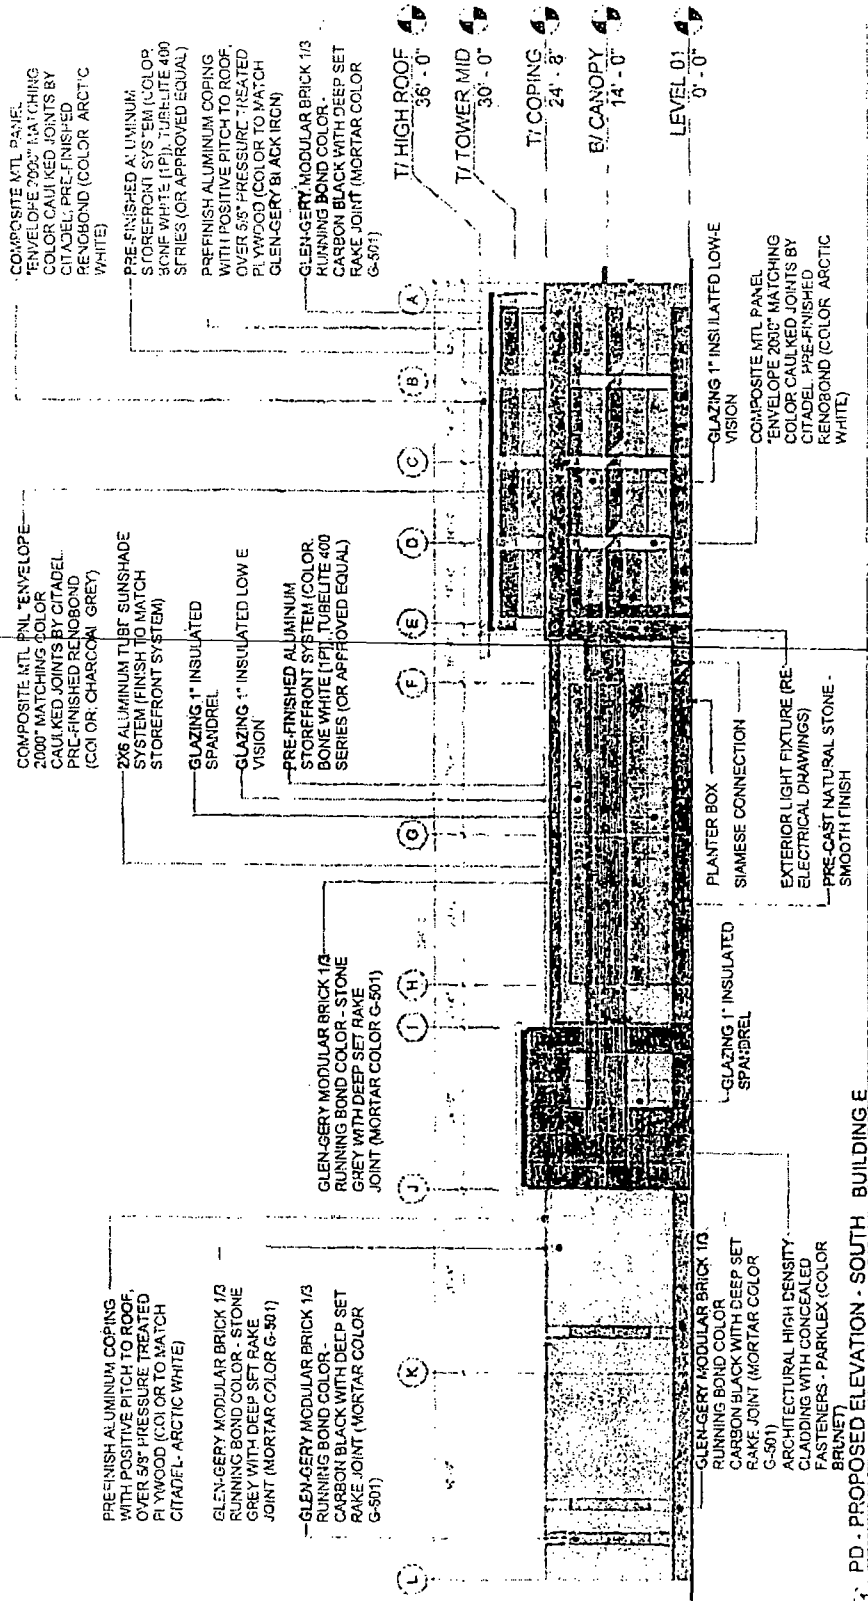 PREFINISH ALUMINUM COPING
WITH POSITIVE PITCH TO ROOF,
OVER 5/8" PRESSURE TREATED
PLYWOOD (COLOR TO MATCH
CITADEL- ARCTIC WHITE)
GLEN-GERY MODULAR BRICK 1/3
RUNNING BOND COLOR - STONE
GREY WITH DEEP SET RAKE
JOINT (MORTAR COLOR G-501)
GLEN-GERY MODULAR BRICK 1/3
RUNNING BOND COLOR -
CARBON BLACK WITH DEEP SET
RAKE JOINT (MORTAR COLOR
G-501)
GLEN-GERY MODULAR BRICK 1/3
RUNNING BOND COLOR - STONE
GREY WITH DEEP SET RAKE
JOINT (MORTAR COLOR G-501)
COMPOSITE MTL PNL "ENVELOPE
2000" MATCHING COLOR
CAULKED JOINTS BY CITADEL.
PRE-FINISHED RENOBOND
(COLOR: CHARCOAL GREY)
2X6 ALUMINUM TUBE SUNSHADE
SYSTEM (FINISH TO MATCH
STOREFRONT SYSTEM)
GLAZING 1" INSULATED
SPANDREL
GLAZING 1" INSULATED LOW E
VISION
PRE-FINISHED ALUMINUM
STOREFRONT SYSTEM (COLOR.
BONE WHITE [1P]), TUBELITE 400
SERIES (OR APPROVED EQUAL)
COMPOSITE MTL PANEL
"ENVELOPE 2000" MATCHING
COLOR CAULKED JOINTS BY
CITADEL, PRE-FINISHED
RENOBOND (COLOR ARCTIC
WHITE)
PRE-FINISHED ALUMINUM
STOREFRONT SYSTEM (COLOR.
BONE WHITE [1P]), TUBELITE 400
SERIES (OR APPROVED EQUAL)
PREFINISH ALUMINUM COPING
WITH POSITIVE PITCH TO ROOF,
OVER 5/8" PRESSURE TREATED
PLYWOOD (COLOR TO MATCH
GLEN-GERY BLACK IRON)
GLEN-GERY MODULAR BRICK 1/3
RUNNING BOND COLOR -
CARBON BLACK WITH DEEP SET
RAKE JOINT (MORTAR COLOR
G-501)
L
K
J
I
H
G
F
E
D
C
B
A
T/ HIGH ROOF
36' - 0"
T/ TOWER MID
30' - 0"
T/ COPING
24' - 8"
B/ CANOPY
14' - 0"
LEVEL 01
0' - 0"
GLEN-GERY MODULAR BRICK 1/3
RUNNING BOND COLOR
CARBON BLACK WITH DEEP SET
RAKE JOINT (MORTAR COLOR
G-501)
ARCHITECTURAL HIGH DENSITY
CLADDING WITH CONCEALED
FASTENERS - PARKLEX (COLOR
BRUNET)
GLAZING 1" INSULATED
SPANDREL
PLANTER BOX
SIAMESE CONNECTION
EXTERIOR LIGHT FIXTURE (RE-
ELECTRICAL DRAWINGS)
PRE-CAST NATURAL STONE -
SMOOTH FINISH
GLAZING 1" INSULATED LOW-E
VISION
COMPOSITE MTL PANEL
"ENVELOPE 2000" MATCHING
COLOR CAULKED JOINTS BY
CITADEL. PRE-FINISHED
RENOBOND (COLOR ARCTIC
WHITE)
PD - PROPOSED ELEVATION - SOUTH BUILDING E